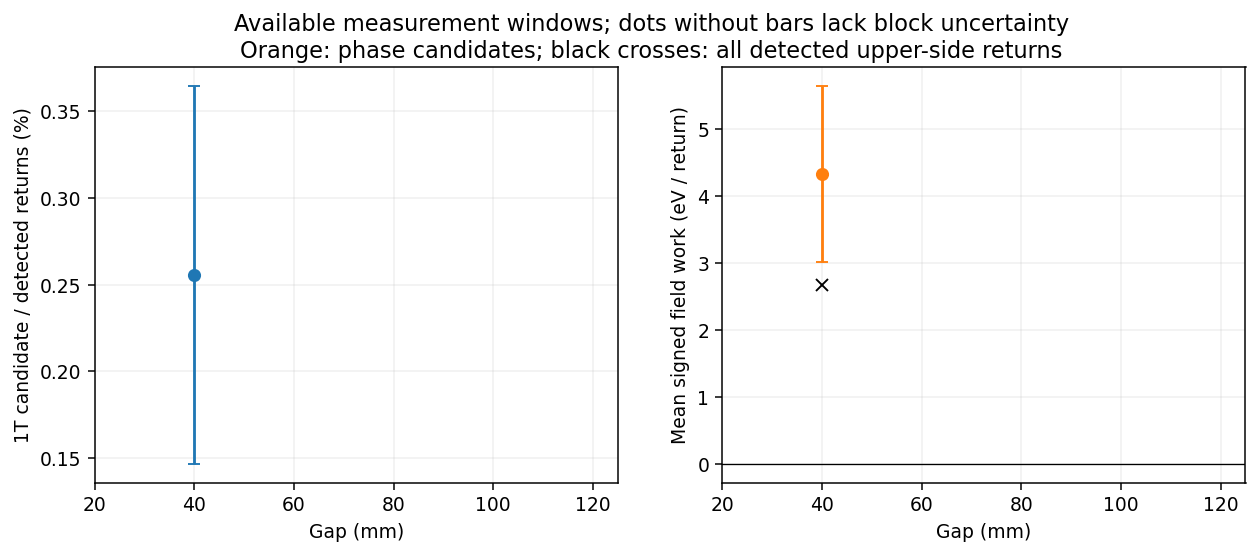 Available measurement windows; dots without bars lack block uncertainty
Orange: phase candidates; black crosses: all detected upper-side returns
1T candidate / detected returns (%)
0.35
0.30
0.25
0.20
0.15
20 40 60 80 100 120
Gap (mm)
Mean signed field work (eV / return)
5
4
3
2
1
0
20 40 60 80 100 120
Gap (mm)